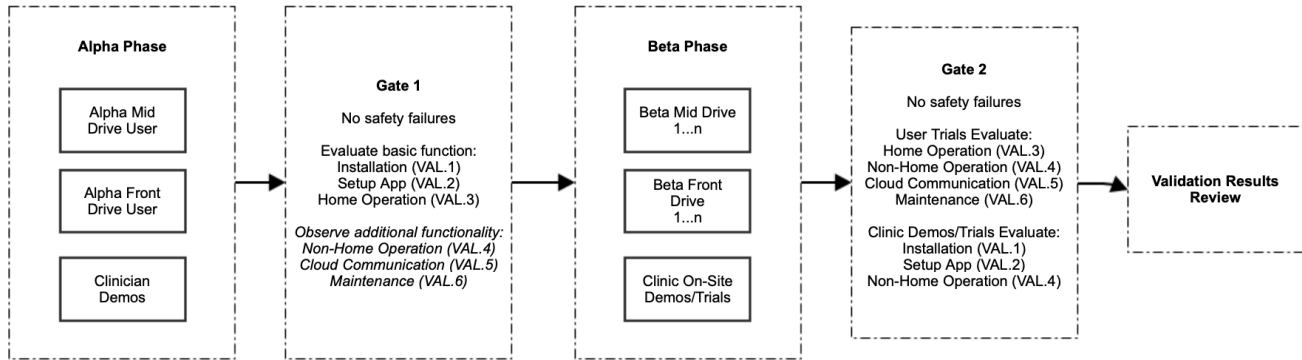 Alpha Phase
Alpha Mid
Drive User
Alpha Front
Drive User
Clinician
Demos
Gate 1
No safety failures
Evaluate basic function:
Installation (VAL.1)
Setup App (VAL.2)
Home Operation (VAL.3)
Observe additional functionality:
Non-Home Operation (VAL.4)
Cloud Communication (VAL.5)
Maintenance (VAL.6)
Beta Phase
Beta Mid Drive
1...n
Beta Front
Drive
1...n
Clinic On-Site
Demos/Trials
Gate 2
No safety failures
User Trials Evaluate:
Home Operation (VAL.3)
Non-Home Operation (VAL.4)
Cloud Communication (VAL.5)
Maintenance (VAL.6)
Clinic Demos/Trials Evaluate:
Installation (VAL.1)
Setup App (VAL.2)
Non-Home Operation (VAL.4)
Validation Results
Review